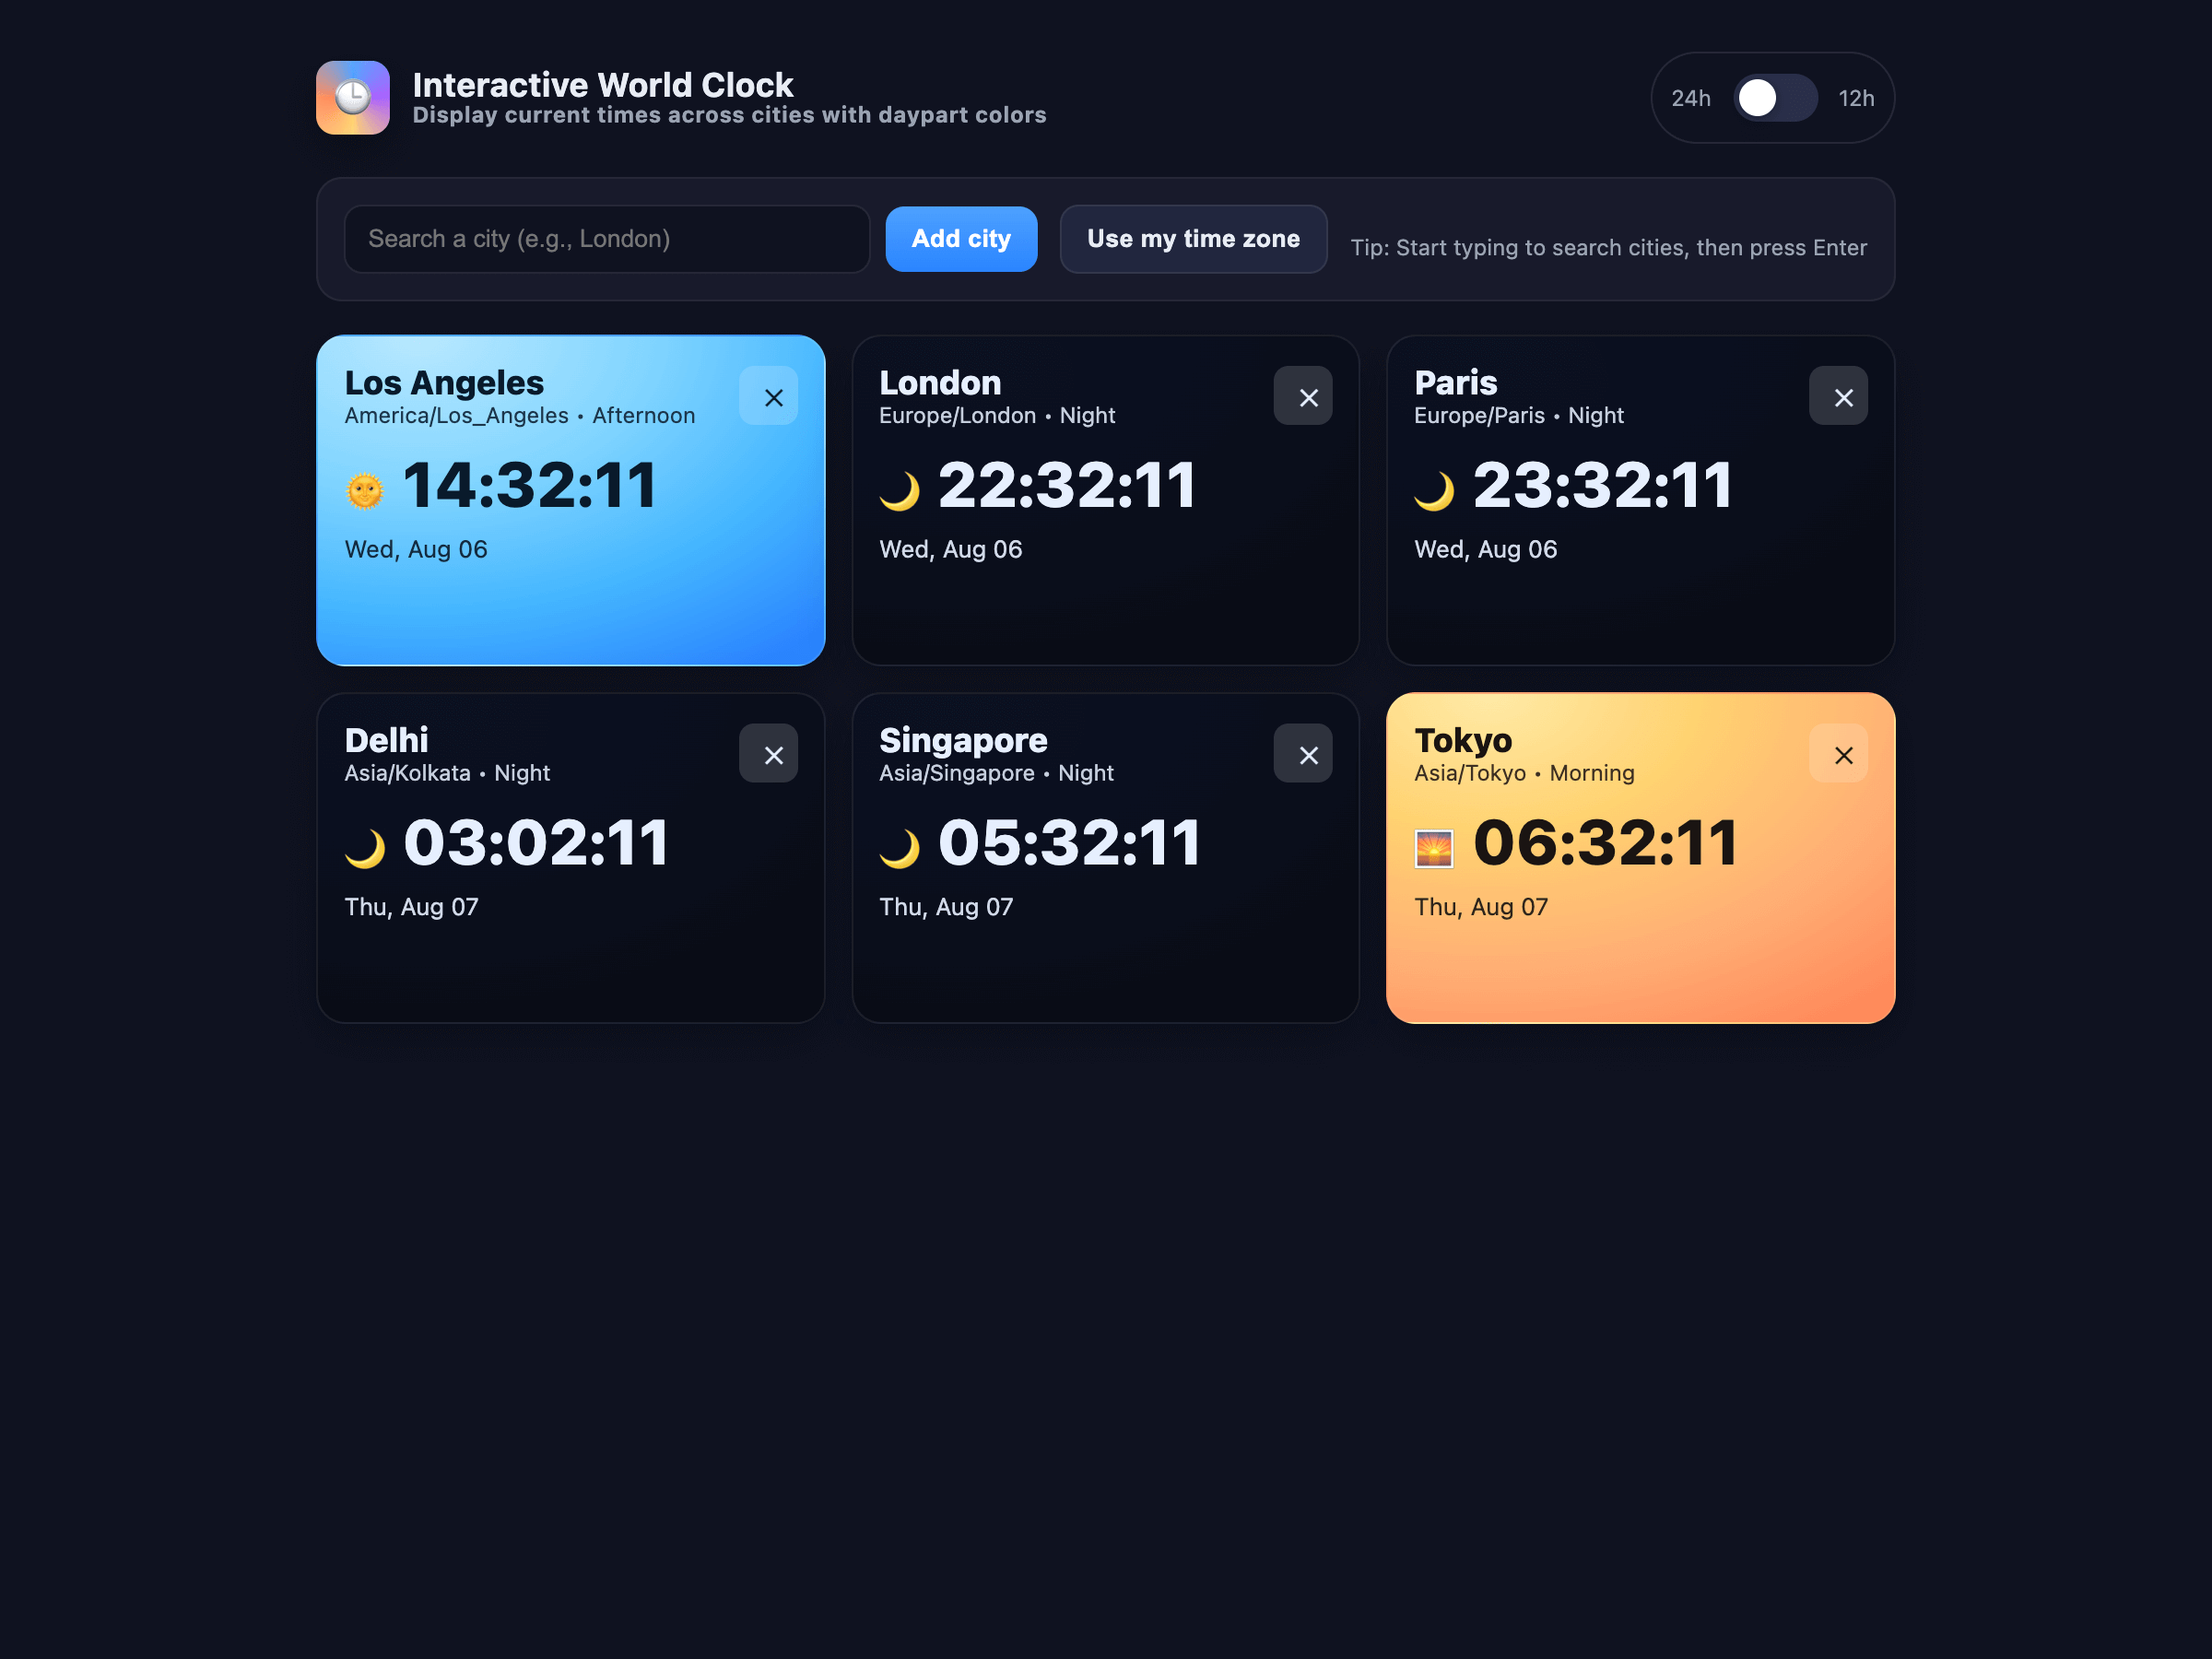 Interactive World Clock
Display current times across cities with daypart colors
24h
12h
Search a city (e.g., London)
Add city
Use my time zone
Tip: Start typing to search cities, then press Enter
Los Angeles
America/Los_Angeles • Afternoon
14:32:11
Wed, Aug 06
London
Europe/London • Night
22:32:11
Wed, Aug 06
Paris
Europe/Paris • Night
23:32:11
Wed, Aug 06
Delhi
Asia/Kolkata • Night
03:02:11
Thu, Aug 07
Singapore
Asia/Singapore • Night
05:32:11
Thu, Aug 07
Tokyo
Asia/Tokyo • Morning
06:32:11
Thu, Aug 07